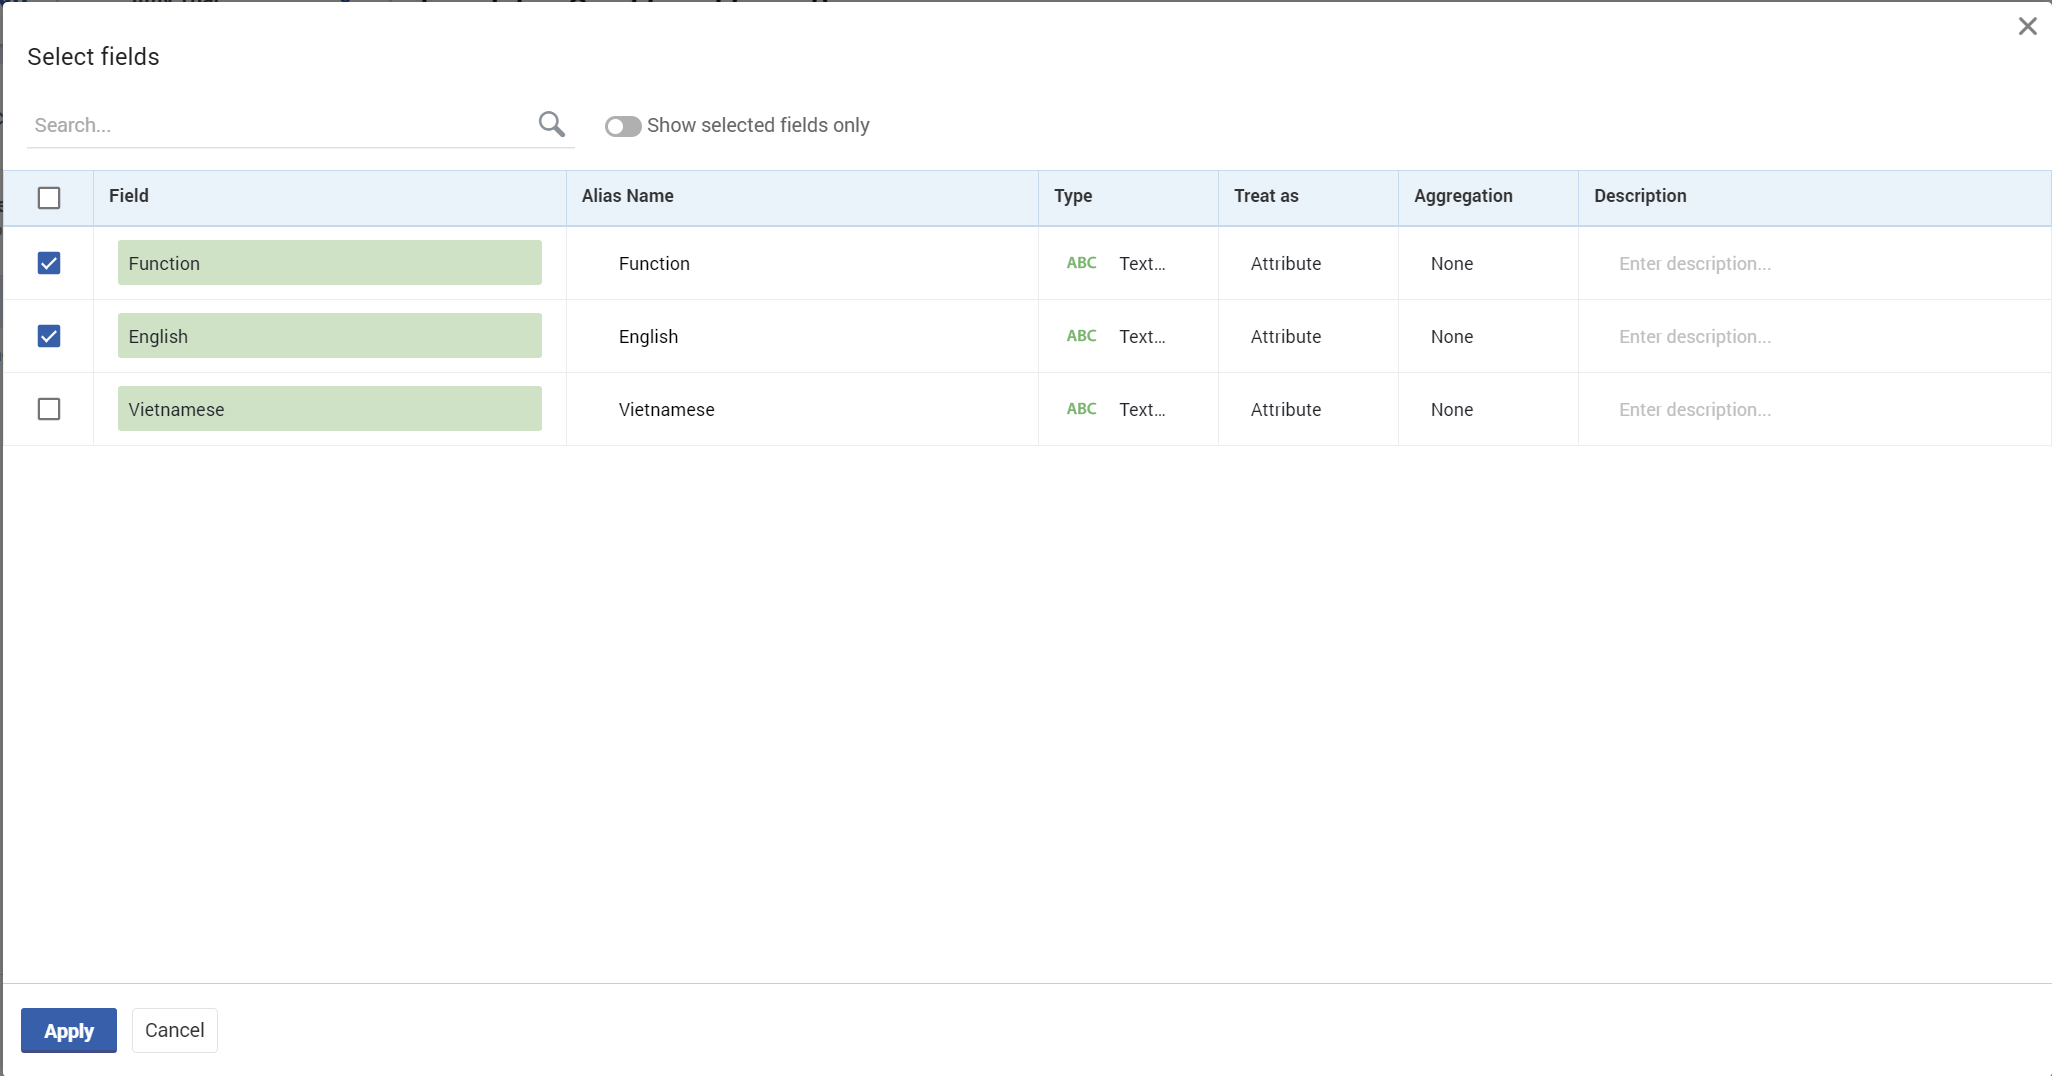 Select fields
Search...
Show selected fields only
Field Alias Name Type Treat as Aggregation Description
Function Function ABC Text... Attribute None Enter description...
English English ABC Text... Attribute None Enter description...
Vietnamese Vietnamese ABC Text... Attribute None Enter description...
Apply Cancel